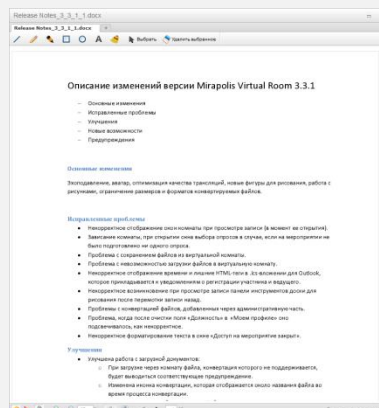 Release Notes_3_3_1_1.docs
Release Notes_3_3_1_1.docs
A Выбрать Удалить выбранное
Описание изменений версии Mirapolis Virtual Room 3.3.1
− Основные изменения
− Исправленные проблемы
− Улучшения
− Новые возможности
− Предупреждения
Основные изменения
Эхоподавление, аватар, оптимизация качества трансляций, новые фигуры для рисования, работа с
рисунками, ограничение размеров и форматов конвертируемых файлов.
Исправленные проблемы
• Некорректное отображение окон комнаты при просмотре записи (в момент ее открытия).
• Зависание комнаты, при открытии окна выбора опросов в случае, если на мероприятии не
было подготовлено ни одного опроса.
• Проблема с сохранением файлов из виртуальной комнаты.
• Проблема с невозможностью загрузки файлов в виртуальную комнату.
• Некорректное отображение времени и лишние HTML-теги в .ics-вложении для Outlook,
которое прикладывается к уведомлениям о регистрации участника и ведущего.
• Некорректное возникновение при просмотре записи панели инструментов доски для
рисования после перемотки записи назад.
• Проблемы с конвертацией файлов, добавленных через административную часть.
• Проблема, когда после очистки поля «Должность» в «Моем профиле» оно
подсвечивалось, как некорректное.
• Некорректное форматирование текста в окне «Доступ на мероприятие закрыт».
Улучшения
• Улучшена работа с загрузкой документов:
o При загрузке через комнату файла, конвертация которого не поддерживается,
будет выводиться соответствующее предупреждение.
o Изменена иконка конвертации, которая отображается около названия файла во
время процесса конвертации.